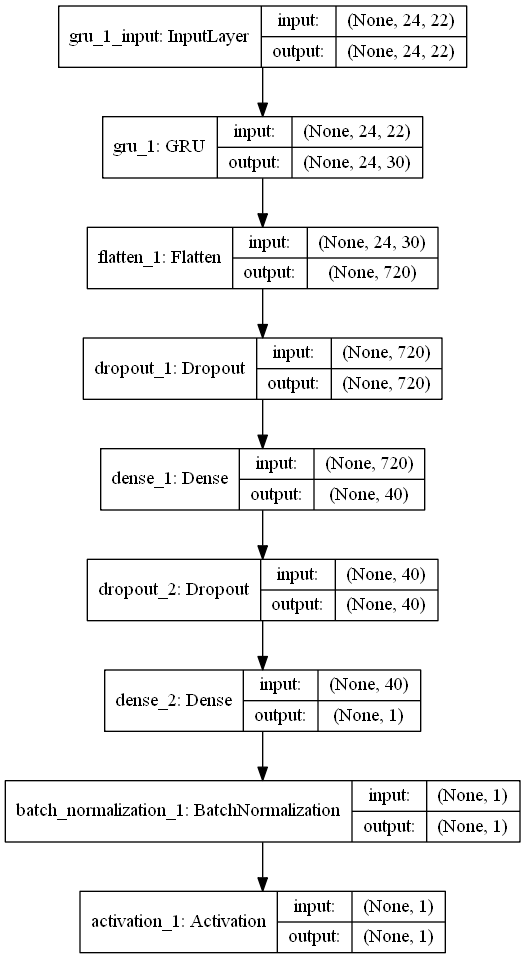 gru_1_input: InputLayer
input: (None, 24, 22)
output: (None, 24, 22)
gru_1: GRU
input: (None, 24, 22)
output: (None, 24, 30)
flatten_1: Flatten
input: (None, 24, 30)
output: (None, 720)
dropout_1: Dropout
input: (None, 720)
output: (None, 720)
dense_1: Dense
input: (None, 720)
output: (None, 40)
dropout_2: Dropout
input: (None, 40)
output: (None, 40)
dense_2: Dense
input: (None, 40)
output: (None, 1)
batch_normalization_1: BatchNormalization
input: (None, 1)
output: (None, 1)
activation_1: Activation
input: (None, 1)
output: (None, 1)